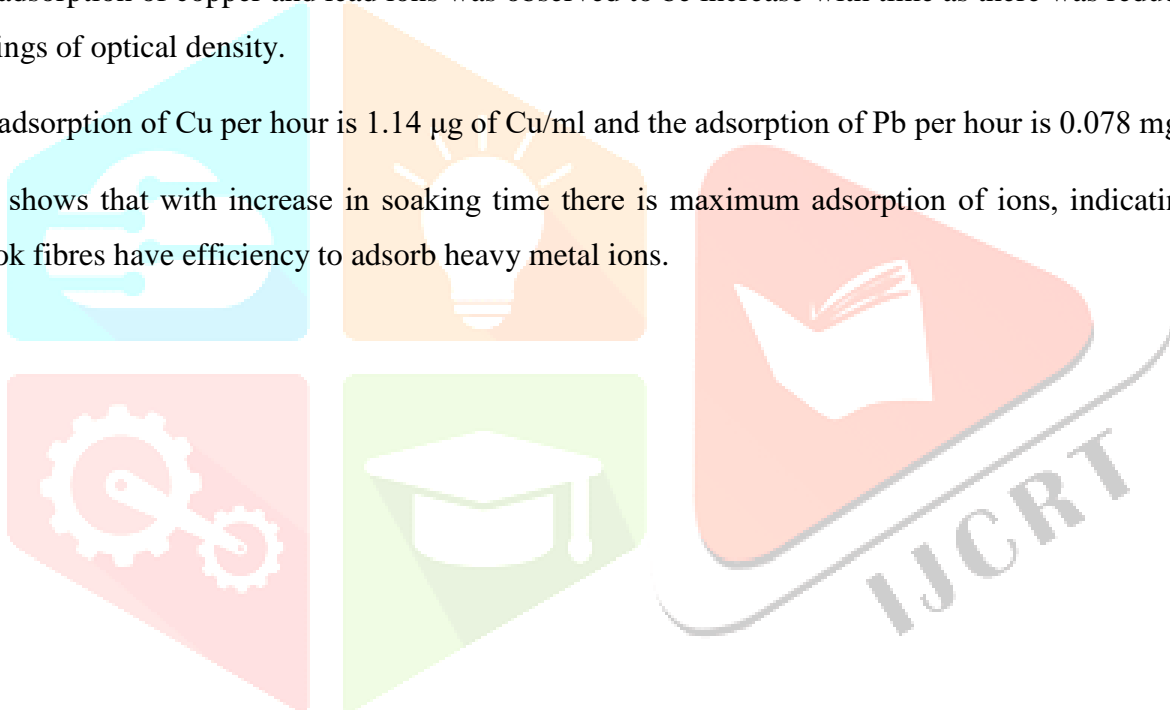 adsorption of copper and lead ions was observed to be increase with time as there was
ings of optical density.
adsorption of Cu per hour is 1.14 μg of Cu/ml and the adsorption of Pb per hour is 0.078 mg
shows that with increase in soaking time there is maximum adsorption of ions,
ok fibres have efficiency to adsorb heavy metal ions.
IJCRT